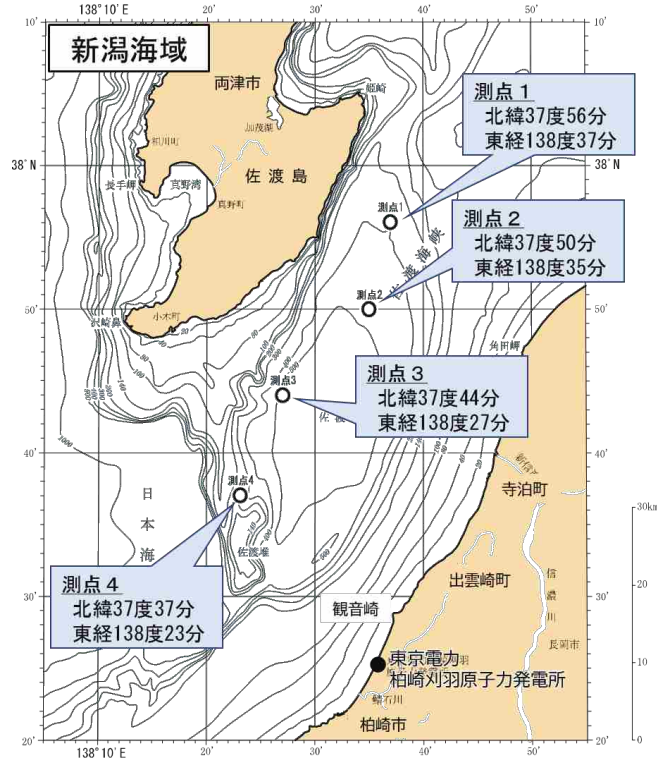 138°10′E
20′
30′
40′
50′
10′
新潟海域
両津市
姫崎
加茂湖
相川町
佐渡島
長手岬
真野湾
真野町
測点1
北緯37度56分
東経138度37分
38°N
38°N
測点1
佐渡海峡
測点2
北緯37度50分
東経138度35分
測点2
50′
50′
小木町
沢崎鼻
角田岬
測点3
北緯37度44分
東経138度27分
測点3
佐
40′
40′
寺泊町
測点4
日本海
佐渡堆
30km
20
10
0
測点4
北緯37度37分
東経138度23分
出雲崎町
信濃川
長岡市
観音崎
30′
30′
東京電力
柏崎刈羽原子力発電所
鯖石川
柏崎市
20′
20′
138°10′E
20′
30′
40′
50′